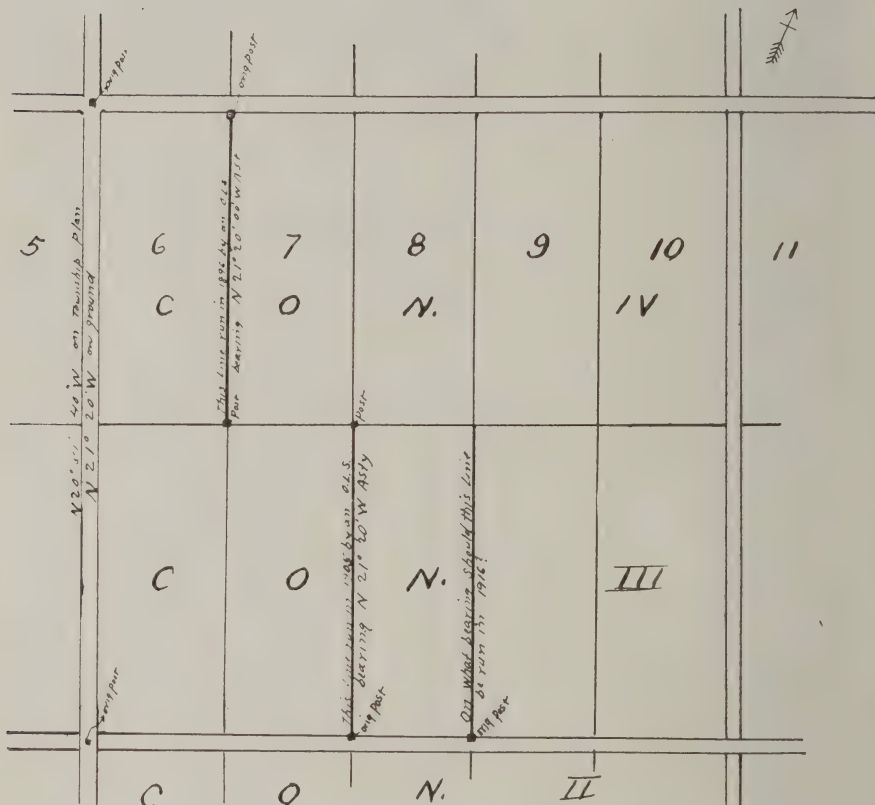 orig post
orig post
N 20° 40' W on Township Plan
N 21° 20' W on ground
This line run in 1896 by an O.L.S.
bearing N 21° 20' 00" W Ast
Post
Post
5 6 7 8 9 10 11
C O N. IV
This line run in by an O.L.S.
bearing N 21° 20' W Asty
orig post
On what bearing should this line
be run in 1916?
orig post
C O N. III
orig post
C O N. II